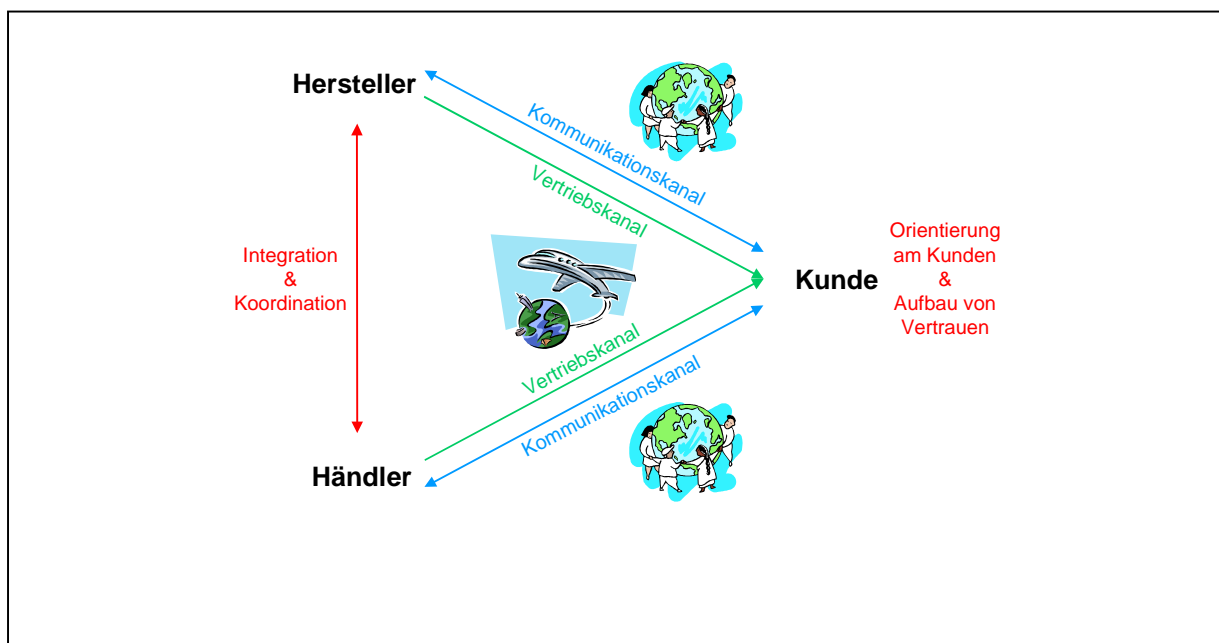 Hersteller
Kommunikationskanal
Vertriebskanal
Integration
&
Koordination
Kunde
Orientierung
am Kunden
&
Aufbau von
Vertrauen
Vertriebskanal
Kommunikationskanal
Händler